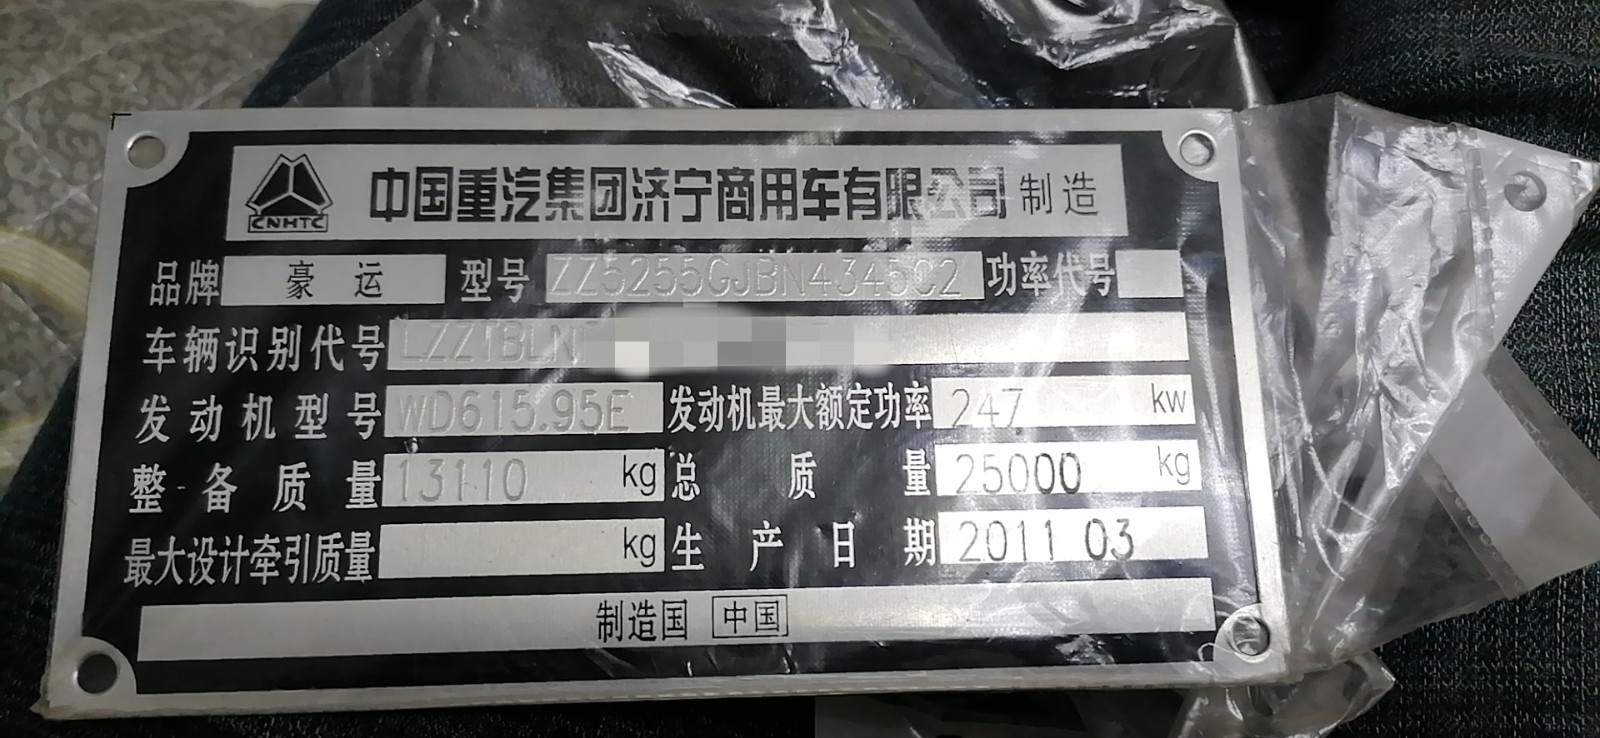 CNHTC 中国重汽集团济宁商用车有限公司 制造
品牌 豪运 型号 ZZ5255GJBN4345C2 功率代号
车辆识别代号 LZZTBLN
发动机型号 WD615.95E 发动机最大额定功率 247 kw
整备质量 13110 kg 总质量 25000 kg
最大设计牵引质量 kg 生产日期 2011 03
制造国 中国